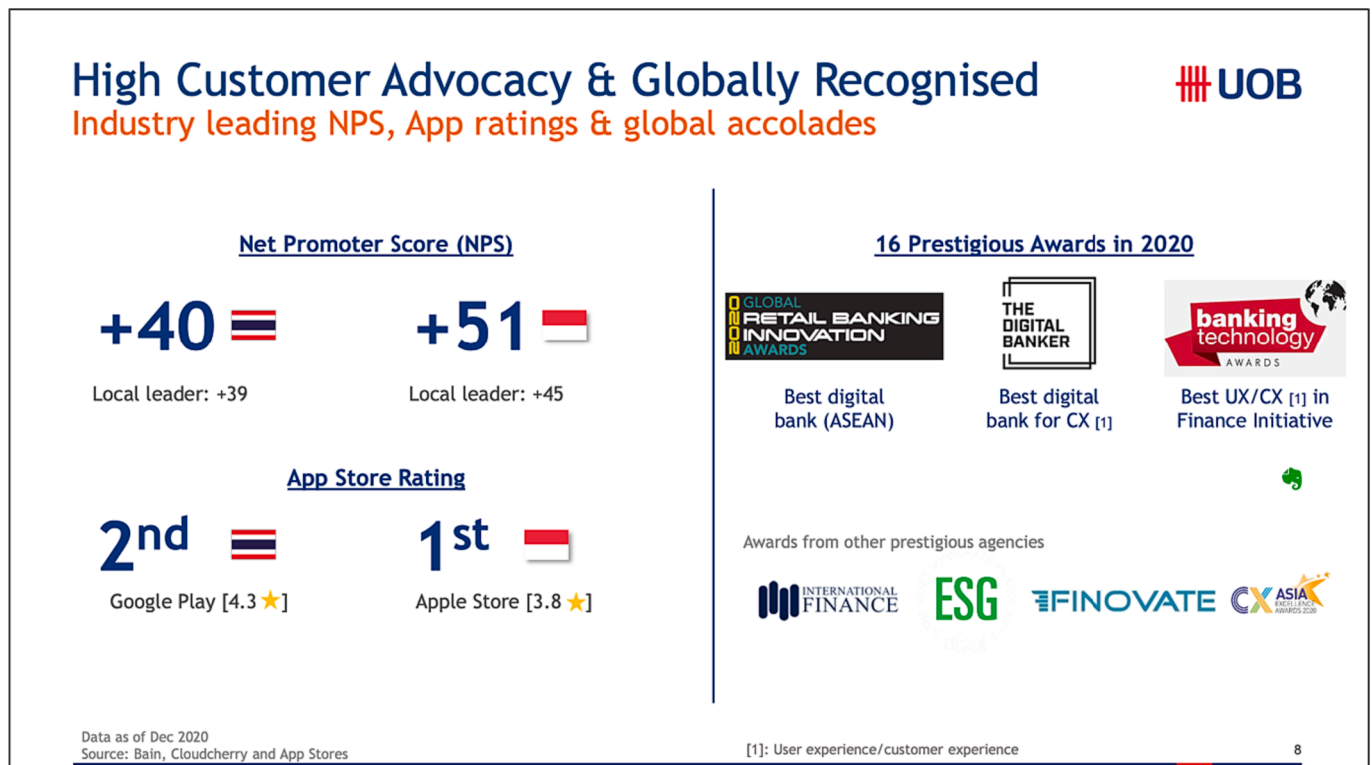 High Customer Advocacy & Globally Recognised
UOB
Industry leading NPS, App ratings & global accolades
Net Promoter Score (NPS)
+40
+51
Local leader: +39
Local leader: +45
App Store Rating
2nd
1st
Google Play [4.3 ★]
Apple Store [3.8 ★]
16 Prestigious Awards in 2020
2020 GLOBAL
RETAIL BANKING
INNOVATION
AWARDS
THE
DIGITAL
BANKER
banking
technology
AWARDS
Best digital
bank (ASEAN)
Best digital
bank for CX [1]
Best UX/CX [1] in
Finance Initiative
Awards from other prestigious agencies
INTERNATIONAL
FINANCE
ESG
FINOVATE
CX ASIA
EXCELLENCE
AWARDS 2020
Data as of Dec 2020
Source: Bain, Cloudcherry and App Stores
[1]: User experience/customer experience
8